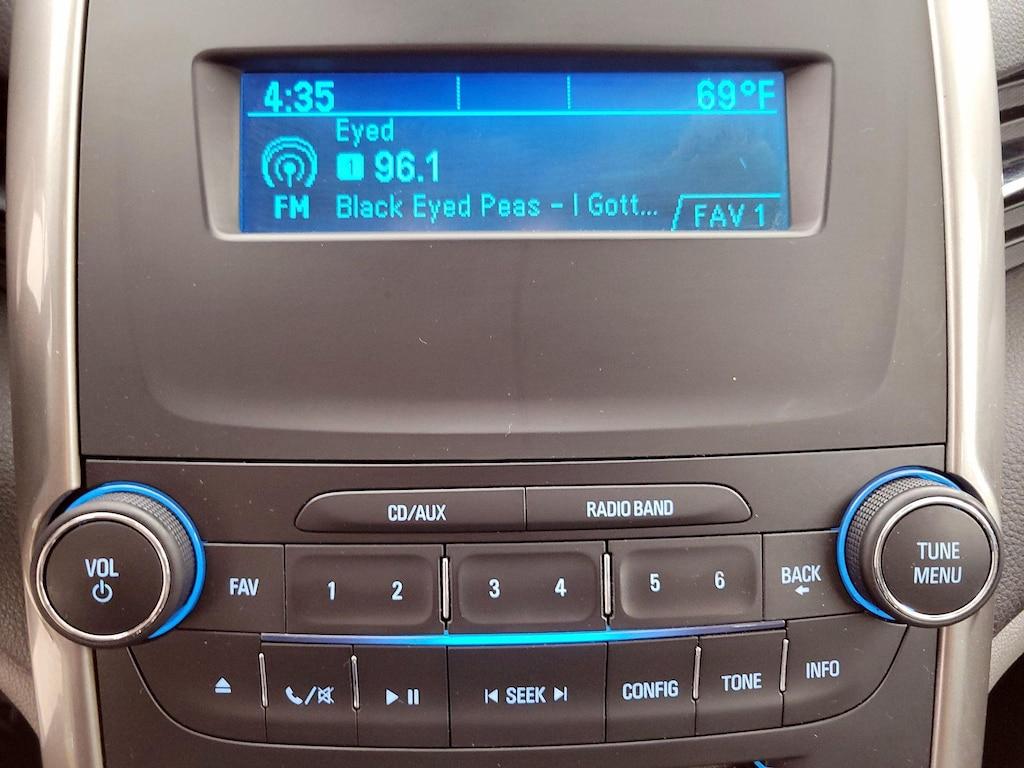 4:35 69°F
Eyed
1 96.1
FM Black Eyed Peas - I Gott... FAV 1
CD/AUX RADIO BAND
VOL FAV 1 2 3 4 5 6 BACK TUNE MENU
SEEK CONFIG TONE INFO